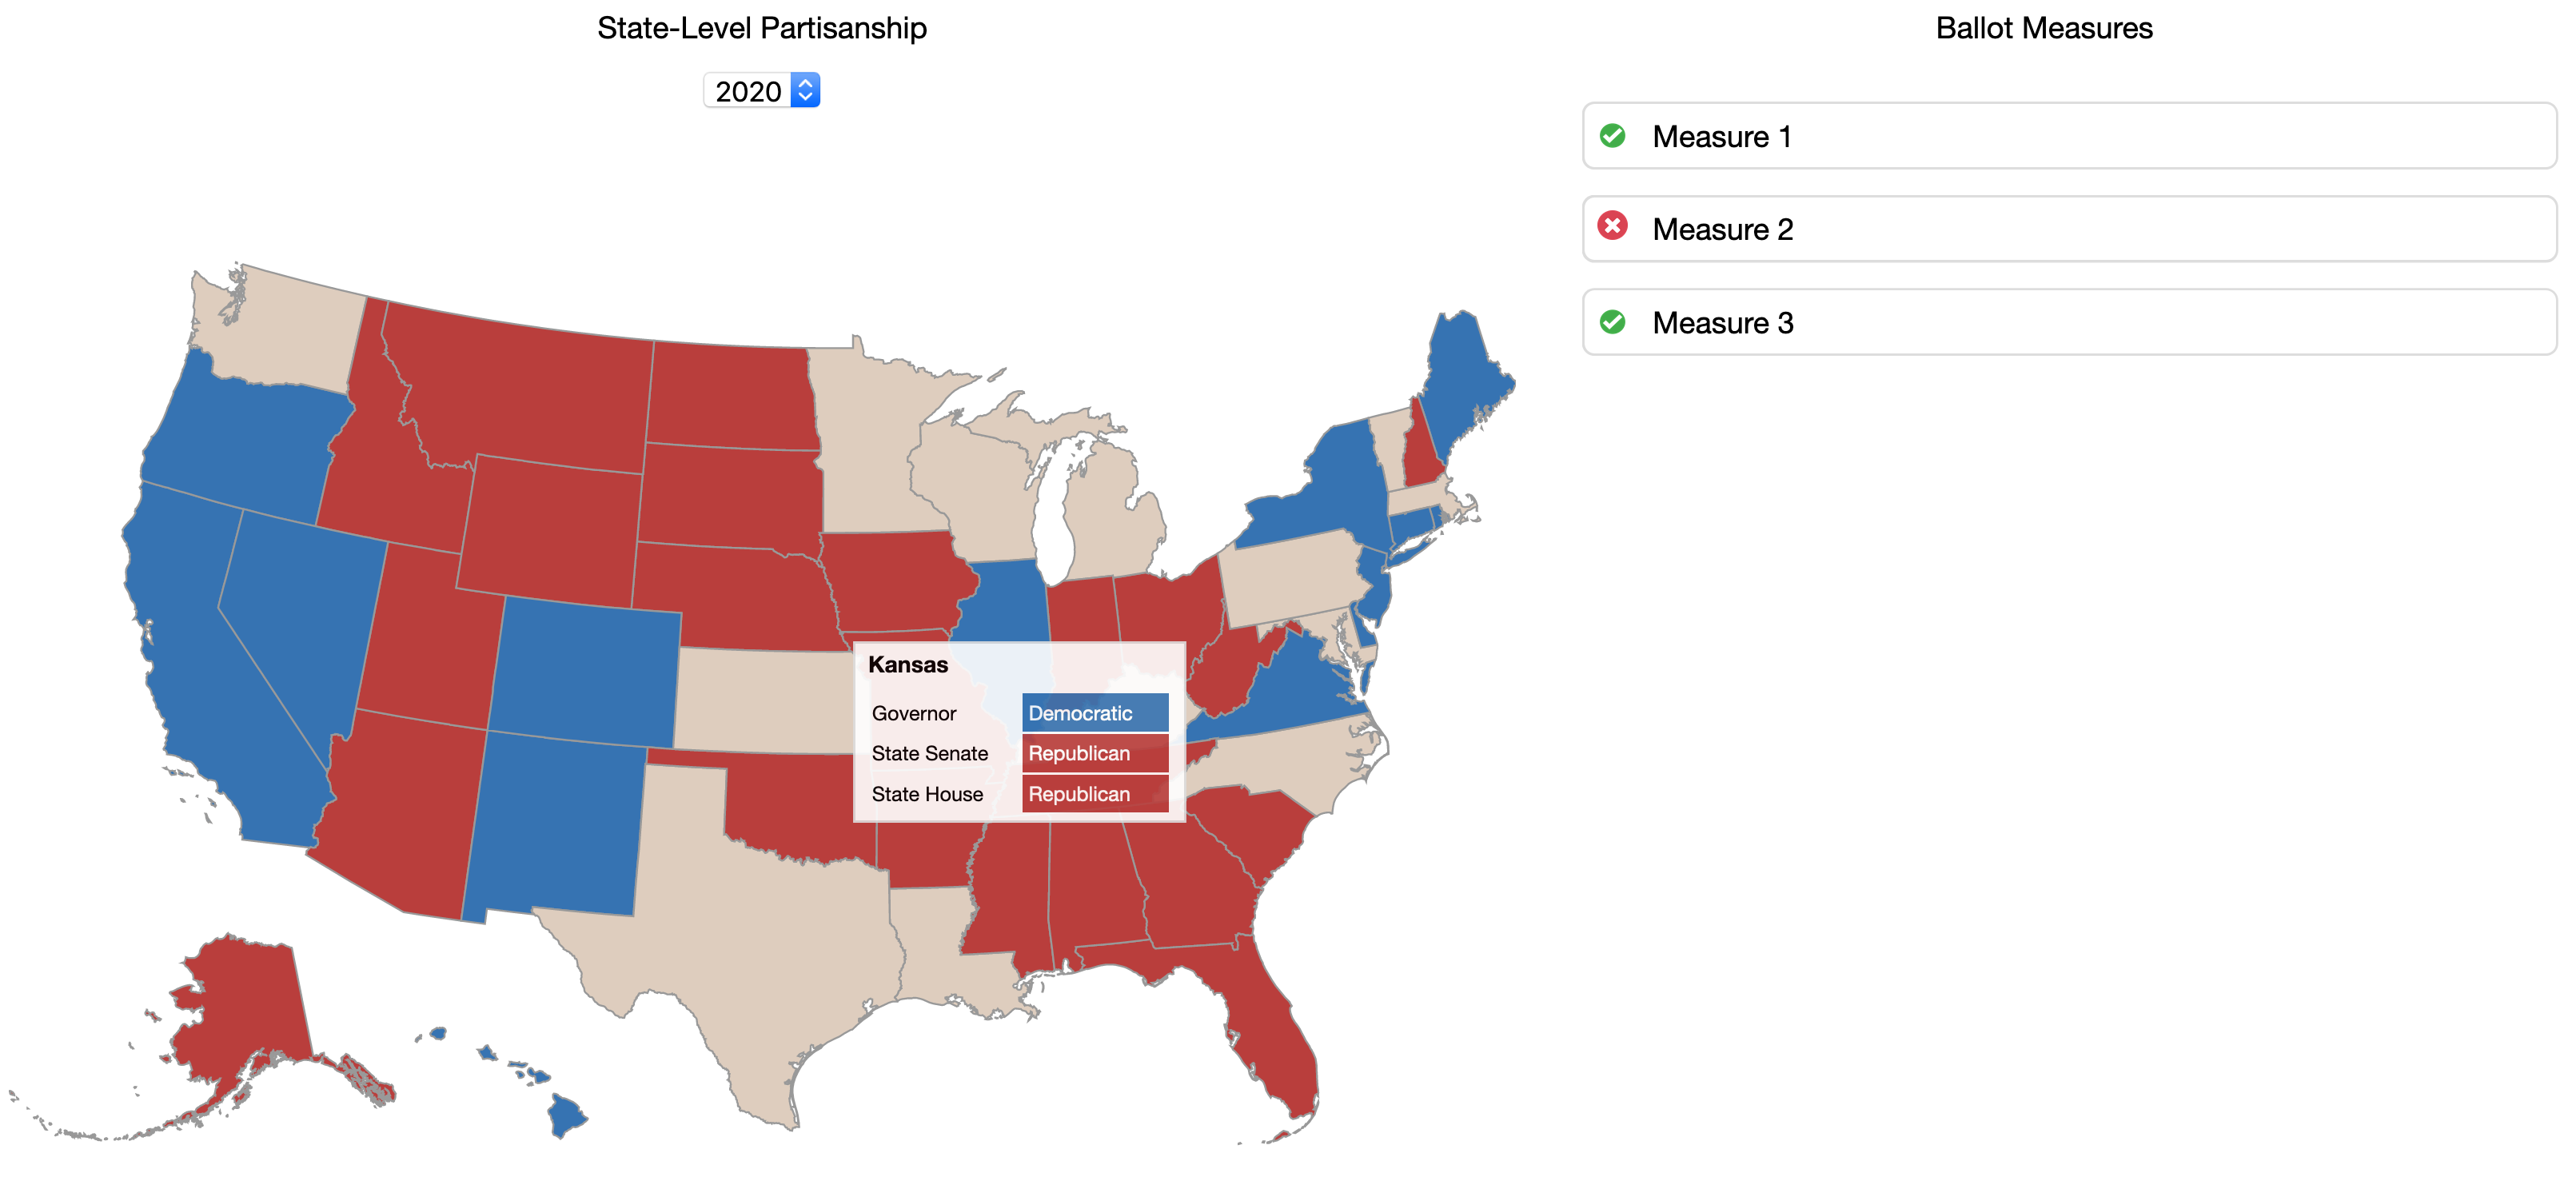 State-Level Partisanship
2020
Kansas
Governor Democratic
State Senate Republican
State House Republican
Ballot Measures
Measure 1
Measure 2
Measure 3